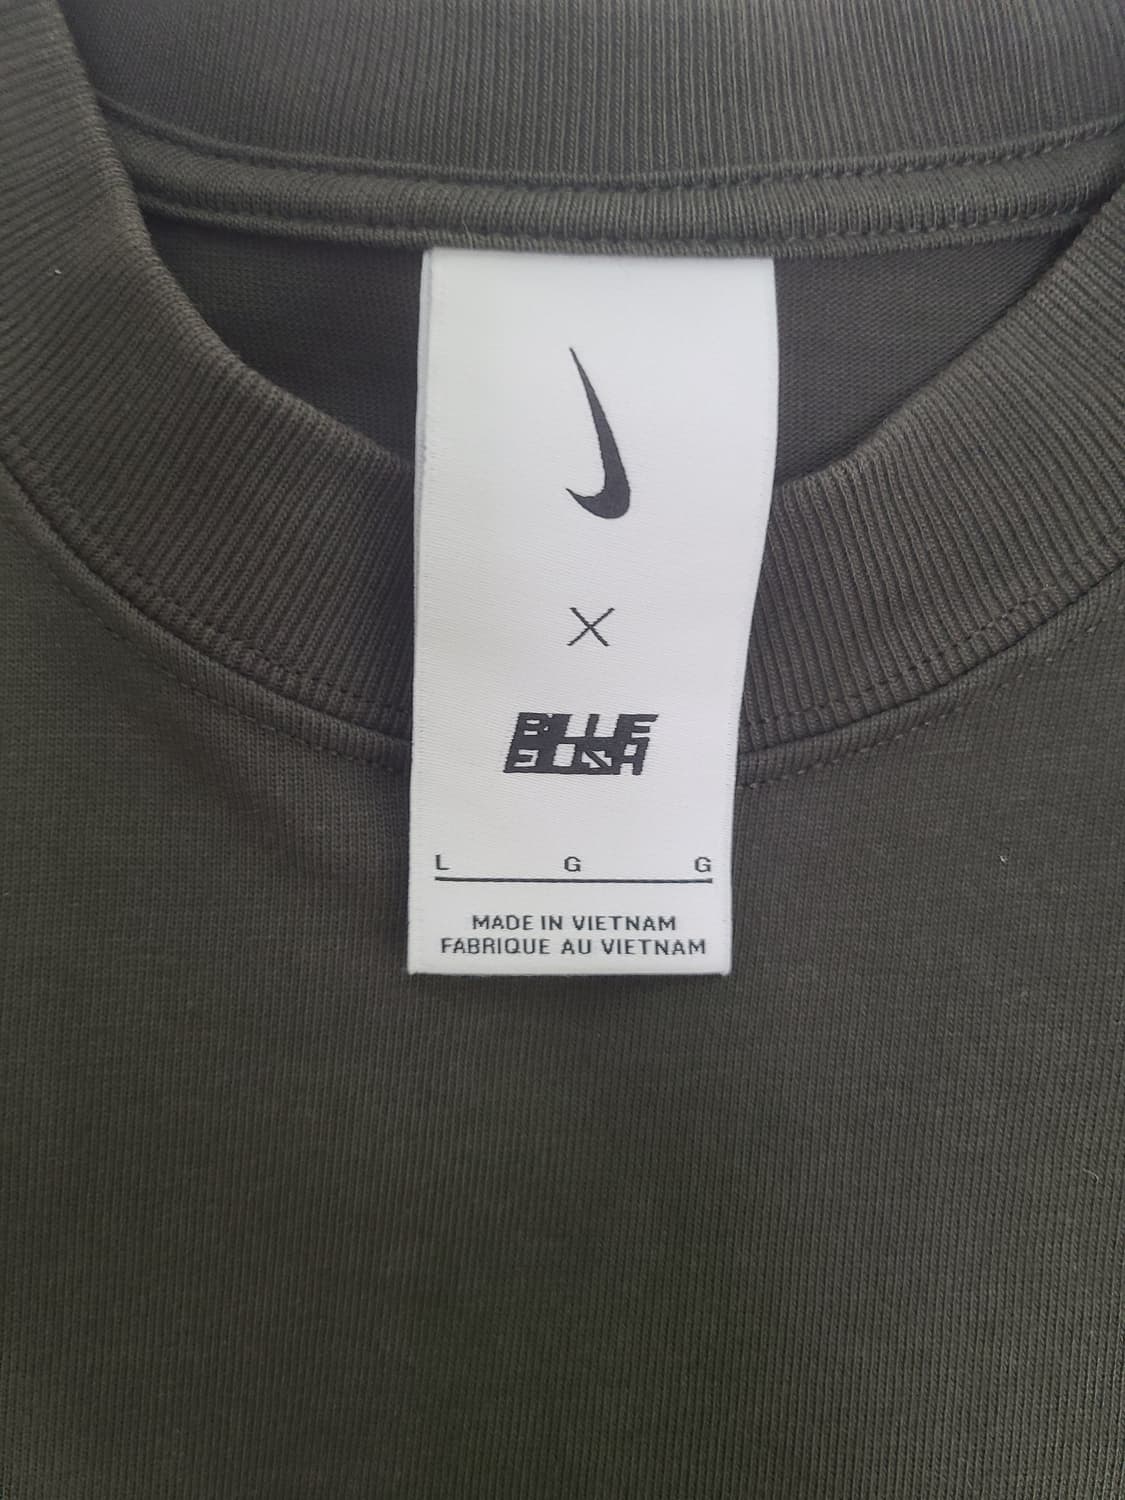 X
BILLIE
EILISH
L G G
MADE IN VIETNAM
FABRIQUE AU VIETNAM